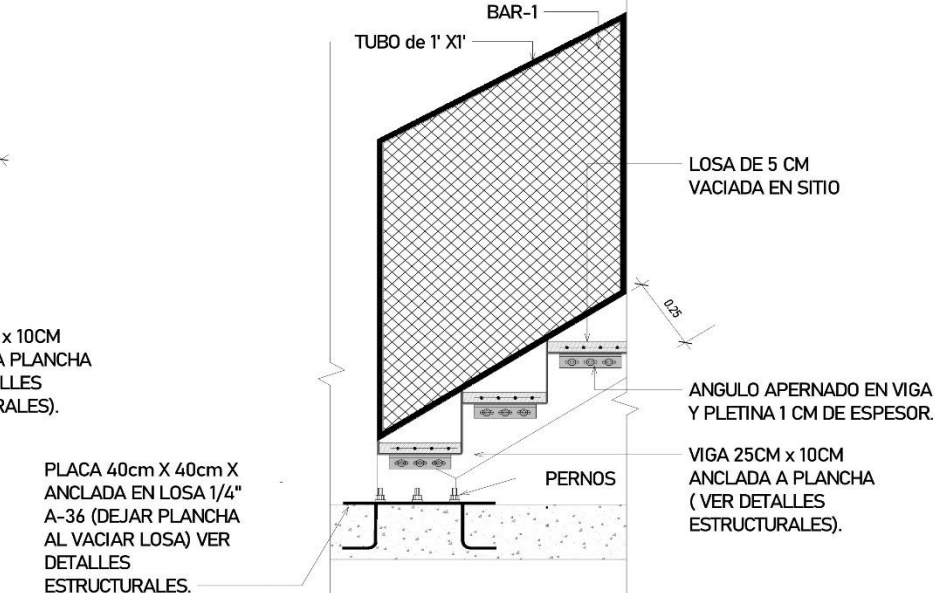 BAR-1
TUBO de 1' X1'
LOSA DE 5 CM
VACIADA EN SITIO
0.25
x 10CM
A PLANCHA
LLES
RALES).
ANGULO APERNADO EN VIGA
Y PLETINA 1 CM DE ESPESOR.
VIGA 25CM x 10CM
ANCLADA A PLANCHA
( VER DETALLES
ESTRUCTURALES).
PERNOS
PLACA 40cm X 40cm X
ANCLADA EN LOSA 1/4"
A-36 (DEJAR PLANCHA
AL VACIAR LOSA) VER
DETALLES
ESTRUCTURALES.